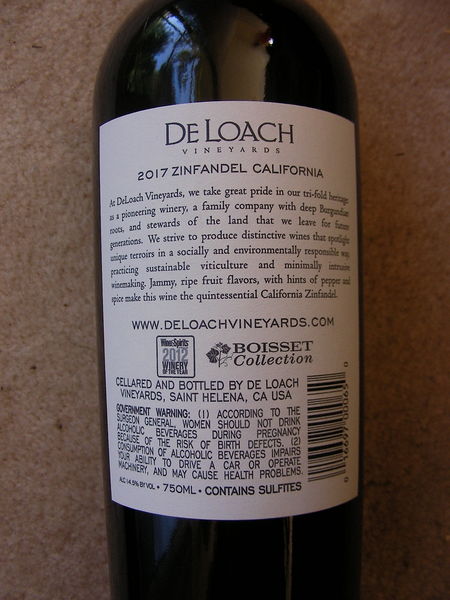 DELOACH
VINEYARDS
2017 ZINFANDEL CALIFORNIA
At DeLoach Vineyards, we take great pride in our tri-fold heritage:
as a pioneering winery, a family company with deep Burgundian
roots, and stewards of the land that we leave for future
generations. We strive to produce distinctive wines that spotlight
unique terroirs in a socially and environmentally responsible way,
practicing sustainable viticulture and minimally intrusive
winemaking. Jammy, ripe fruit flavors, with hints of pepper and
spice make this wine the quintessential California Zinfandel.
WWW.DELOACHVINEYARDS.COM
Wine&Spirits
2012
WINERY
OF THE YEAR
BOISSET
Collection
CELLARED AND BOTTLED BY DE LOACH
VINEYARDS, SAINT HELENA, CA USA
GOVERNMENT WARNING: (1) ACCORDING TO THE
SURGEON GENERAL, WOMEN SHOULD NOT DRINK
ALCOHOLIC BEVERAGES DURING PREGNANCY
BECAUSE OF THE RISK OF BIRTH DEFECTS. (2)
CONSUMPTION OF ALCOHOLIC BEVERAGES IMPAIRS
YOUR ABILITY TO DRIVE A CAR OR OPERATE
MACHINERY, AND MAY CAUSE HEALTH PROBLEMS.
ALC 14.5% BY VOL • 750ML • CONTAINS SULFITES